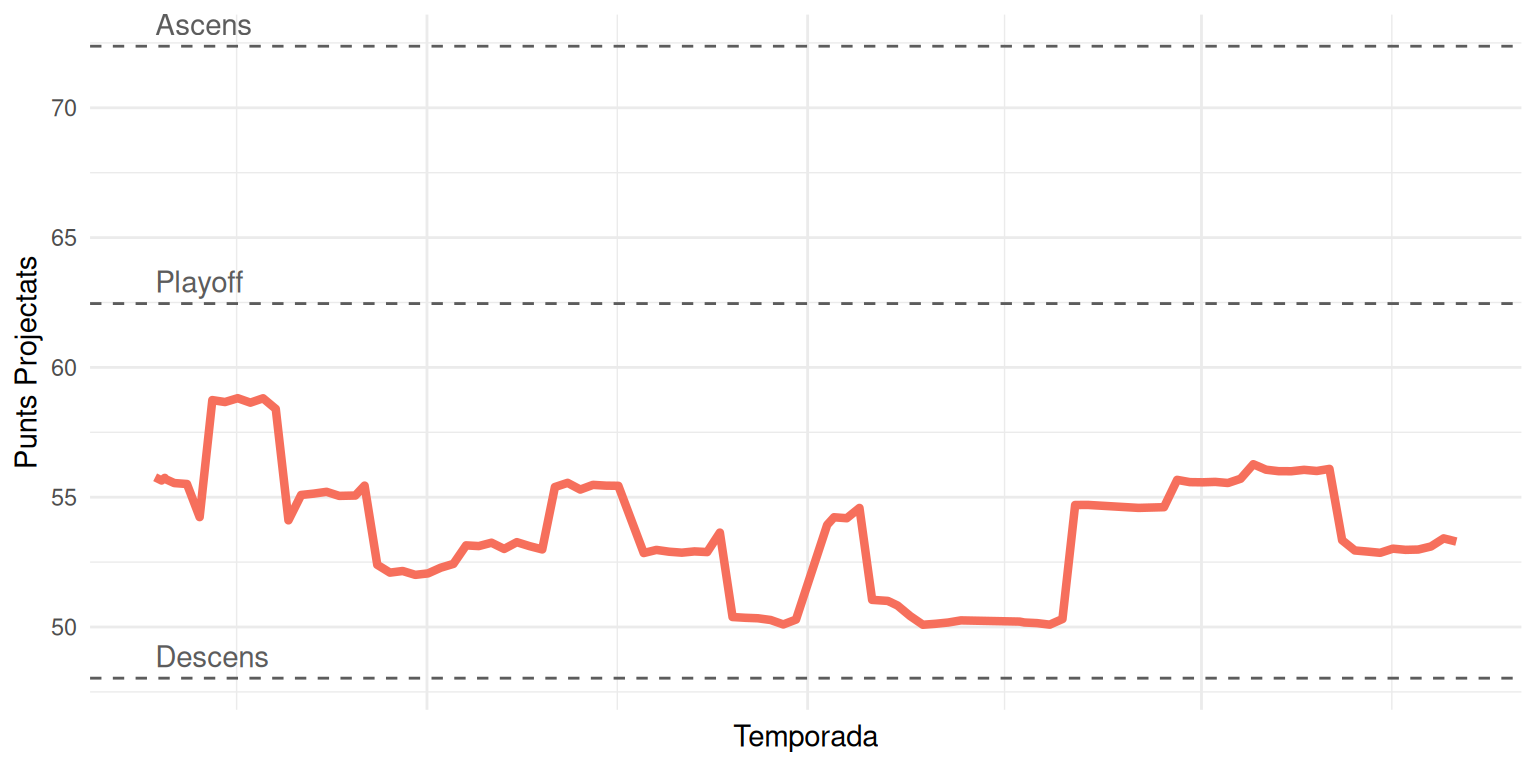 Ascens
70
65
Playoff
60
Punts Projectats
55
50
Descens
Temporada